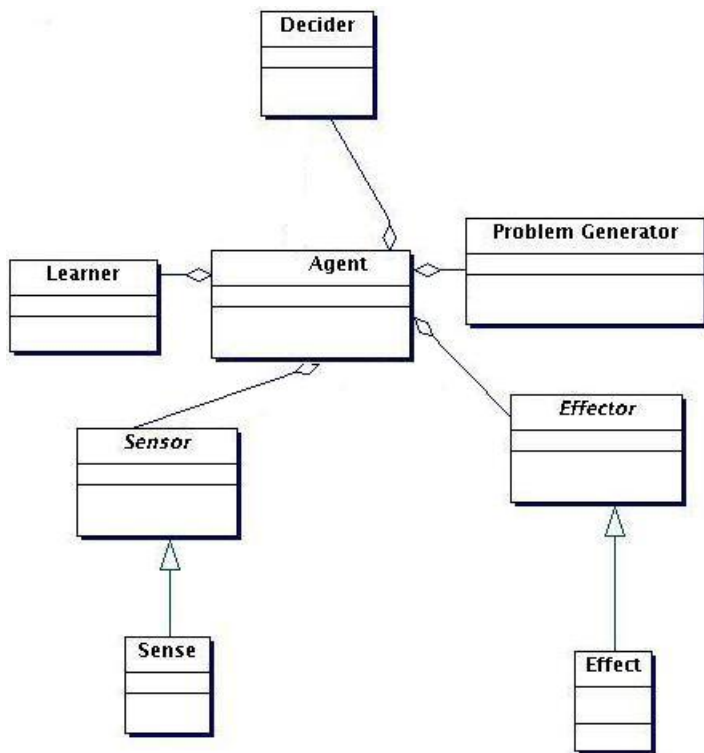 Decider
Problem Generator
Agent
Learner
Effector
Sensor
Sense
Effect